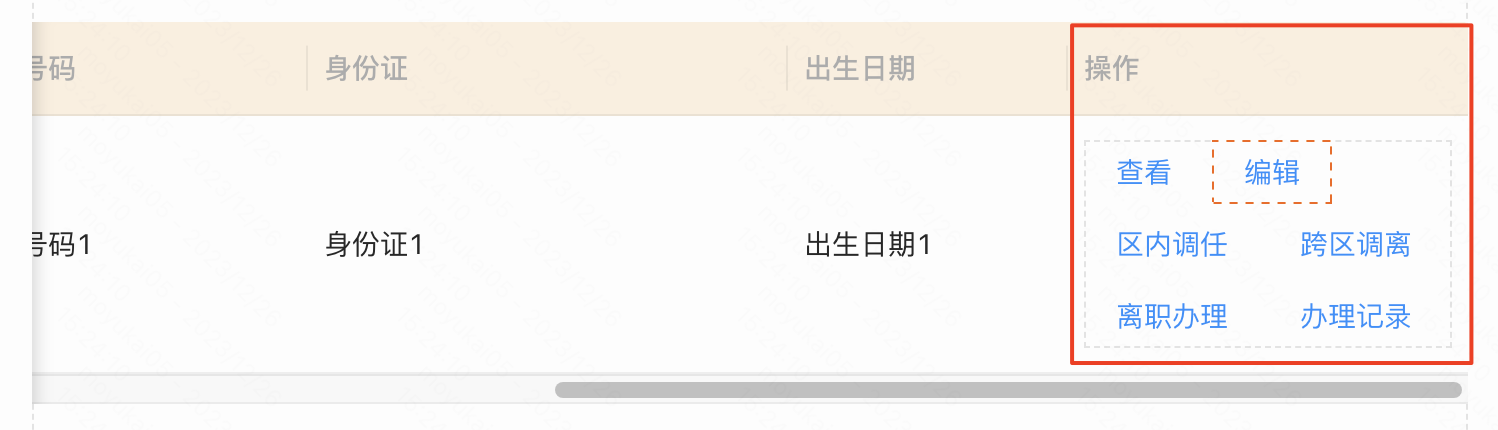 号码 身份证 出生日期 操作
查看 编辑
号码1 身份证1 出生日期1 区内调任 跨区调离
离职办理 办理记录